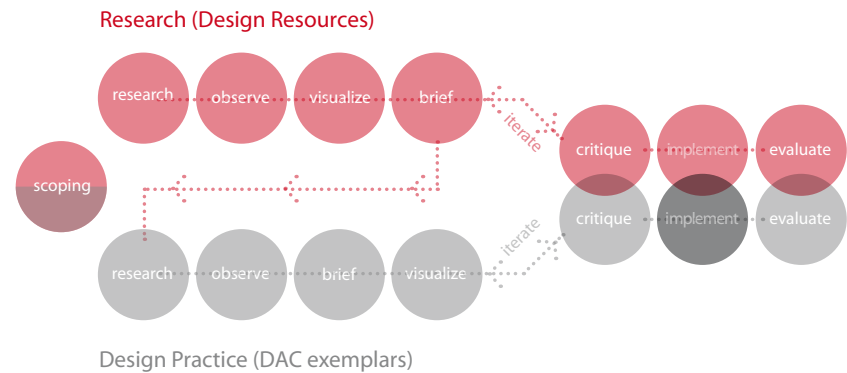 Research (Design Resources)
research observe visualize brief
iterate
critique implement evaluate
scoping
critique implement evaluate
iterate
research observe brief visualize
Design Practice (DAC exemplars)